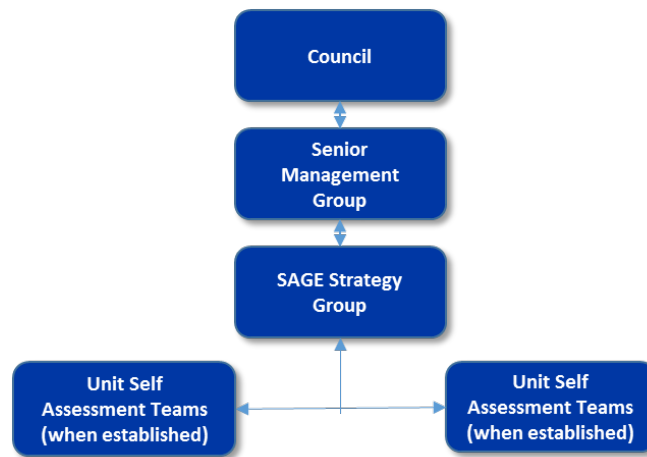 Council
Senior
Management
Group
SAGE Strategy
Group
Unit Self
Assessment Teams
(when established)
Unit Self
Assessment Teams
(when established)